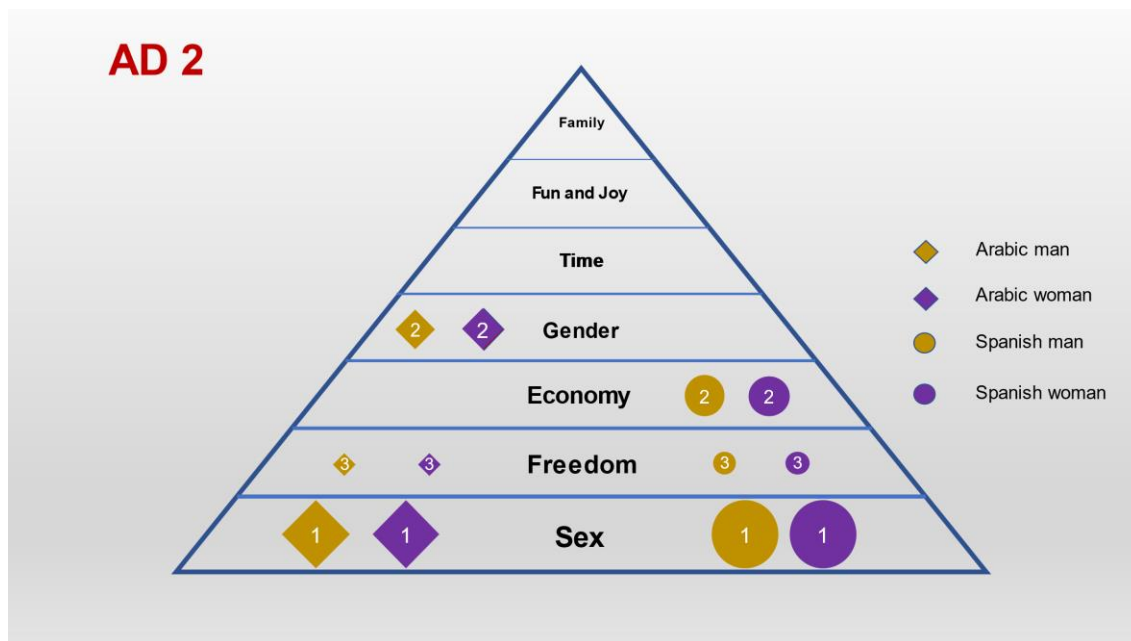 AD 2
Family
Fun and Joy
Time
2 2 Gender
Economy 2 2
3 3 Freedom 3 3
1 1 Sex 1 1
Arabic man
Arabic woman
Spanish man
Spanish woman